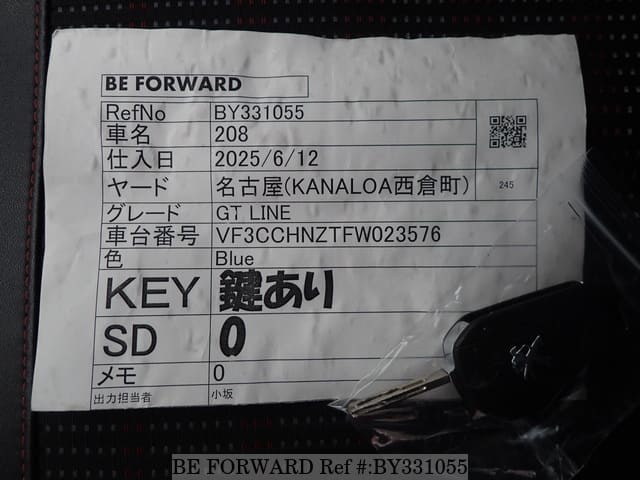 BE FORWARD
RefNo BY331055
車名 208
仕入日 2025/6/12
ヤード 名古屋(KANALOA西倉町)
245
グレード GT LINE
車台番号 VF3CCHNZTFW023576
色 Blue
KEY 鍵あり
SD 0
メモ 0
出力担当者 小坂
BE FORWARD Ref #:BY331055